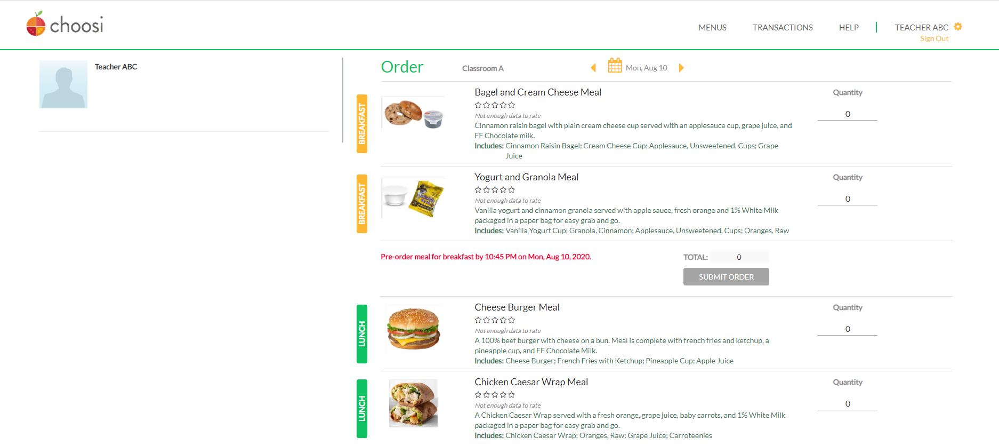 choosi
MENUS
TRANSACTIONS
HELP
TEACHER ABC
Sign Out
Teacher ABC
Order
Classroom A
Mon, Aug 10
BREAKFAST
Bagel and Cream Cheese Meal
Not enough data to rate
Cinnamon raisin bagel with plain cream cheese cup served with an applesauce cup, grape juice, and
FF Chocolate milk.
Includes: Cinnamon Raisin Bagel; Cream Cheese Cup; Applesauce, Unsweetened, Cups; Grape
Juice
Quantity
0
BREAKFAST
Yogurt and Granola Meal
Not enough data to rate
Vanilla yogurt and cinnamon granola served with apple sauce, fresh orange and 1% White Milk
packaged in a paper bag for easy grab and go.
Includes: Vanilla Yogurt Cup; Granola, Cinnamon; Applesauce, Unsweetened, Cups; Oranges, Raw
Quantity
0
Pre-order meal for breakfast by 10:45 PM on Mon, Aug 10, 2020.
TOTAL: 0
SUBMIT ORDER
LUNCH
Cheese Burger Meal
Not enough data to rate
A 100% beef burger with cheese on a bun. Meal is complete with french fries and ketchup, a
pineapple cup, and FF Chocolate Milk.
Includes: Cheese Burger; French Fries with Ketchup; Pineapple Cup; Apple Juice
Quantity
0
LUNCH
Chicken Caesar Wrap Meal
Not enough data to rate
A Chicken Caesar Wrap served with a fresh orange, grape juice, baby carrots, and 1% White Milk
packaged in a paper bag for easy grab and go.
Includes: Chicken Caesar Wrap; Oranges, Raw; Grape Juice; Carroteenies
Quantity
0